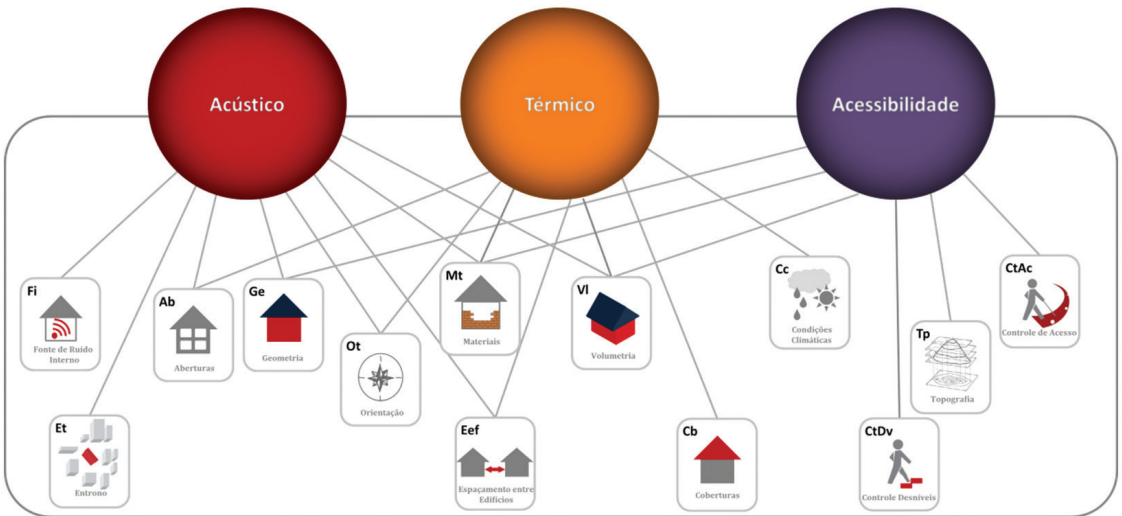 Acústico
Térmico
Acessibilidade
Fi
Fonte de Ruído
Interno
Ab
Aberturas
Ge
Geometria
Ot
Orientação
Mt
Materiais
Vl
Volumetria
Cc
Condições
Climáticas
Tp
Topografia
CtAc
Controle de Acesso
Et
Entrono
Eef
Espaçamento entre
Edifícios
Cb
Coberturas
CtDv
Controle Desníveis